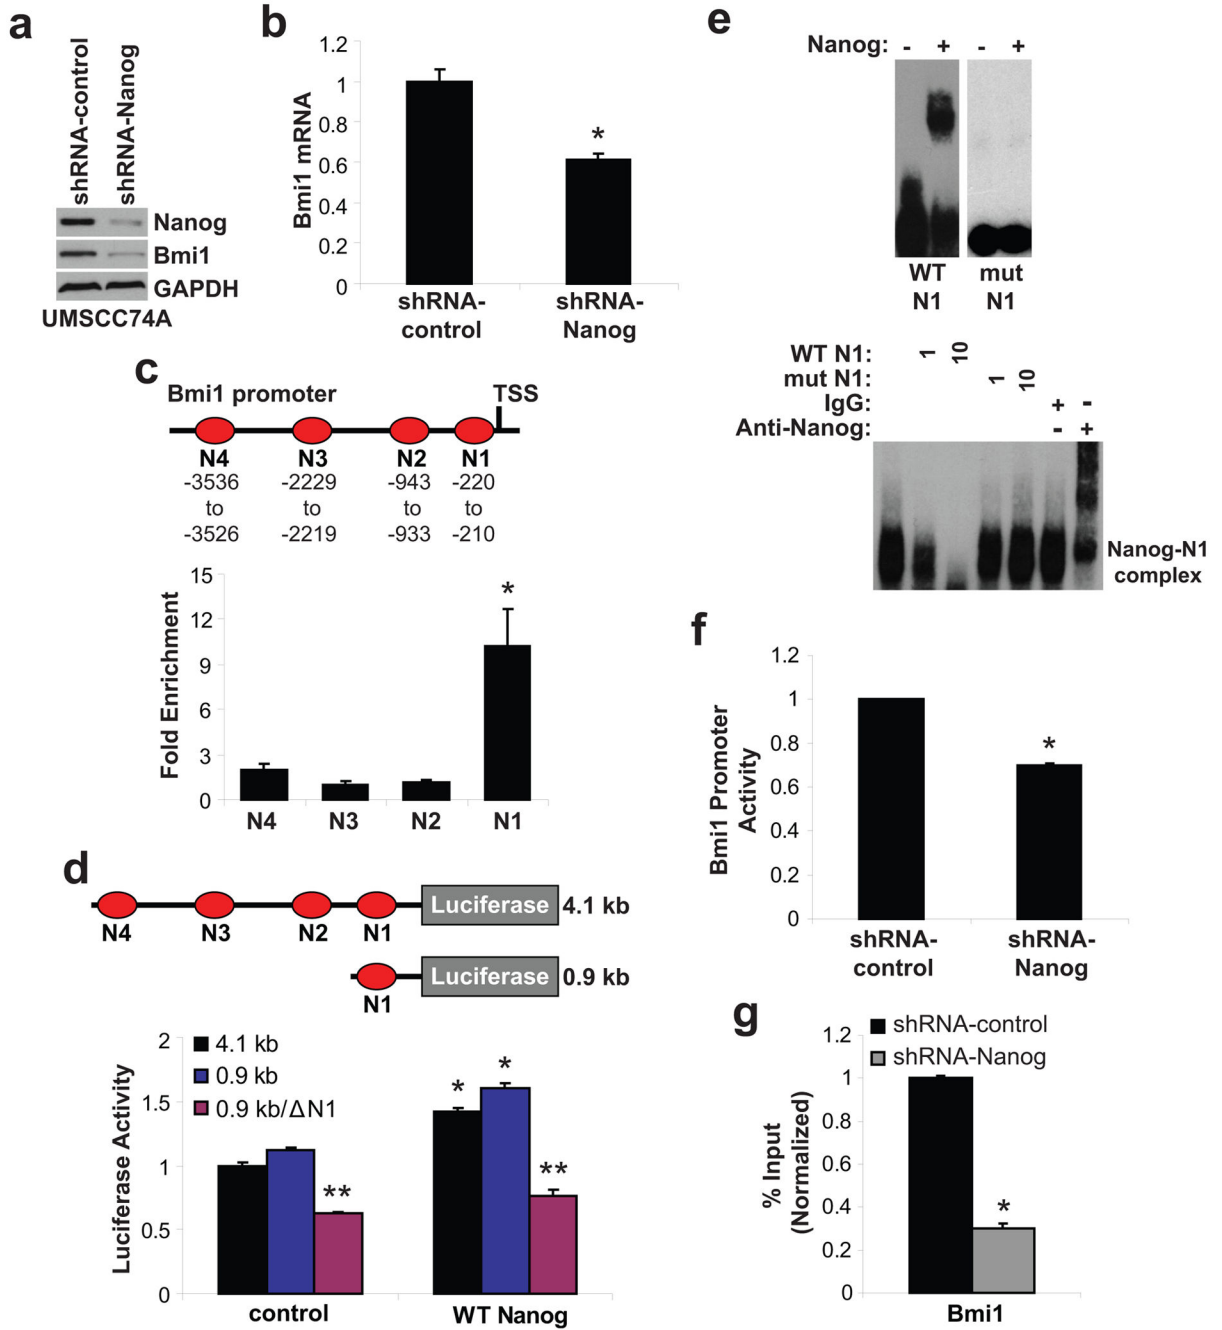 a
shRNA-control
shRNA-Nanog
Nanog
Bmi1
GAPDH
UMSCC74A
b
Bmi1 mRNA
1.2
1
0.8
0.6
0.4
0.2
0
*
shRNA-
control
shRNA-
Nanog
c
Bmi1 promoter
TSS
N4 N3 N2 N1
-3536 -2229 -943 -220
to to to to
-3526 -2219 -933 -210
Fold Enrichment
15
12
9
6
3
0
*
N4 N3 N2 N1
d
Luciferase 4.1 kb
N4 N3 N2 N1
Luciferase 0.9 kb
N1
Luciferase Activity
2
1.5
1
0.5
0
4.1 kb
0.9 kb
0.9 kb/ΔN1
**
*
*
**
control WT Nanog
e
Nanog: - + - +
WT
N1
mut
N1
WT N1: 1 10
mut N1: 1 10
IgG: + -
Anti-Nanog: - +
Nanog-N1
complex
f
Bmi1 Promoter
Activity
1.2
1
0.8
0.6
0.4
0.2
0
*
shRNA-
control
shRNA-
Nanog
g
shRNA-control
shRNA-Nanog
% Input
(Normalized)
1.2
1
0.8
0.6
0.4
0.2
0
*
Bmi1